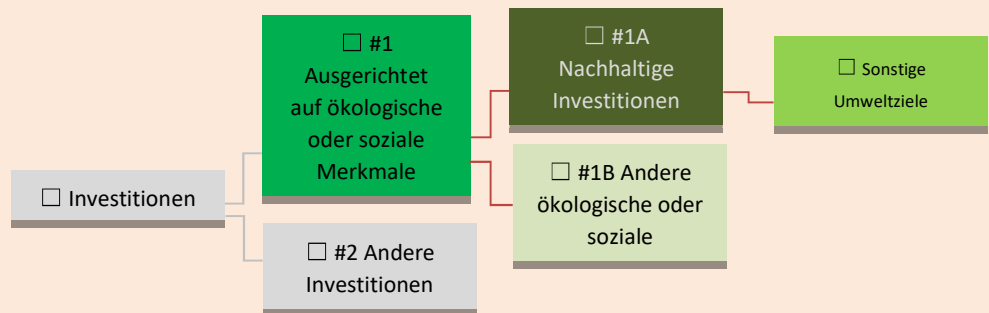 ☐ Investitionen
☐ #1
Ausgerichtet
auf ökologische
oder soziale
Merkmale
☐ #2 Andere
Investitionen
☐ #1A
Nachhaltige
Investitionen
☐ #1B Andere
ökologische oder
soziale
☐ Sonstige
Umweltziele